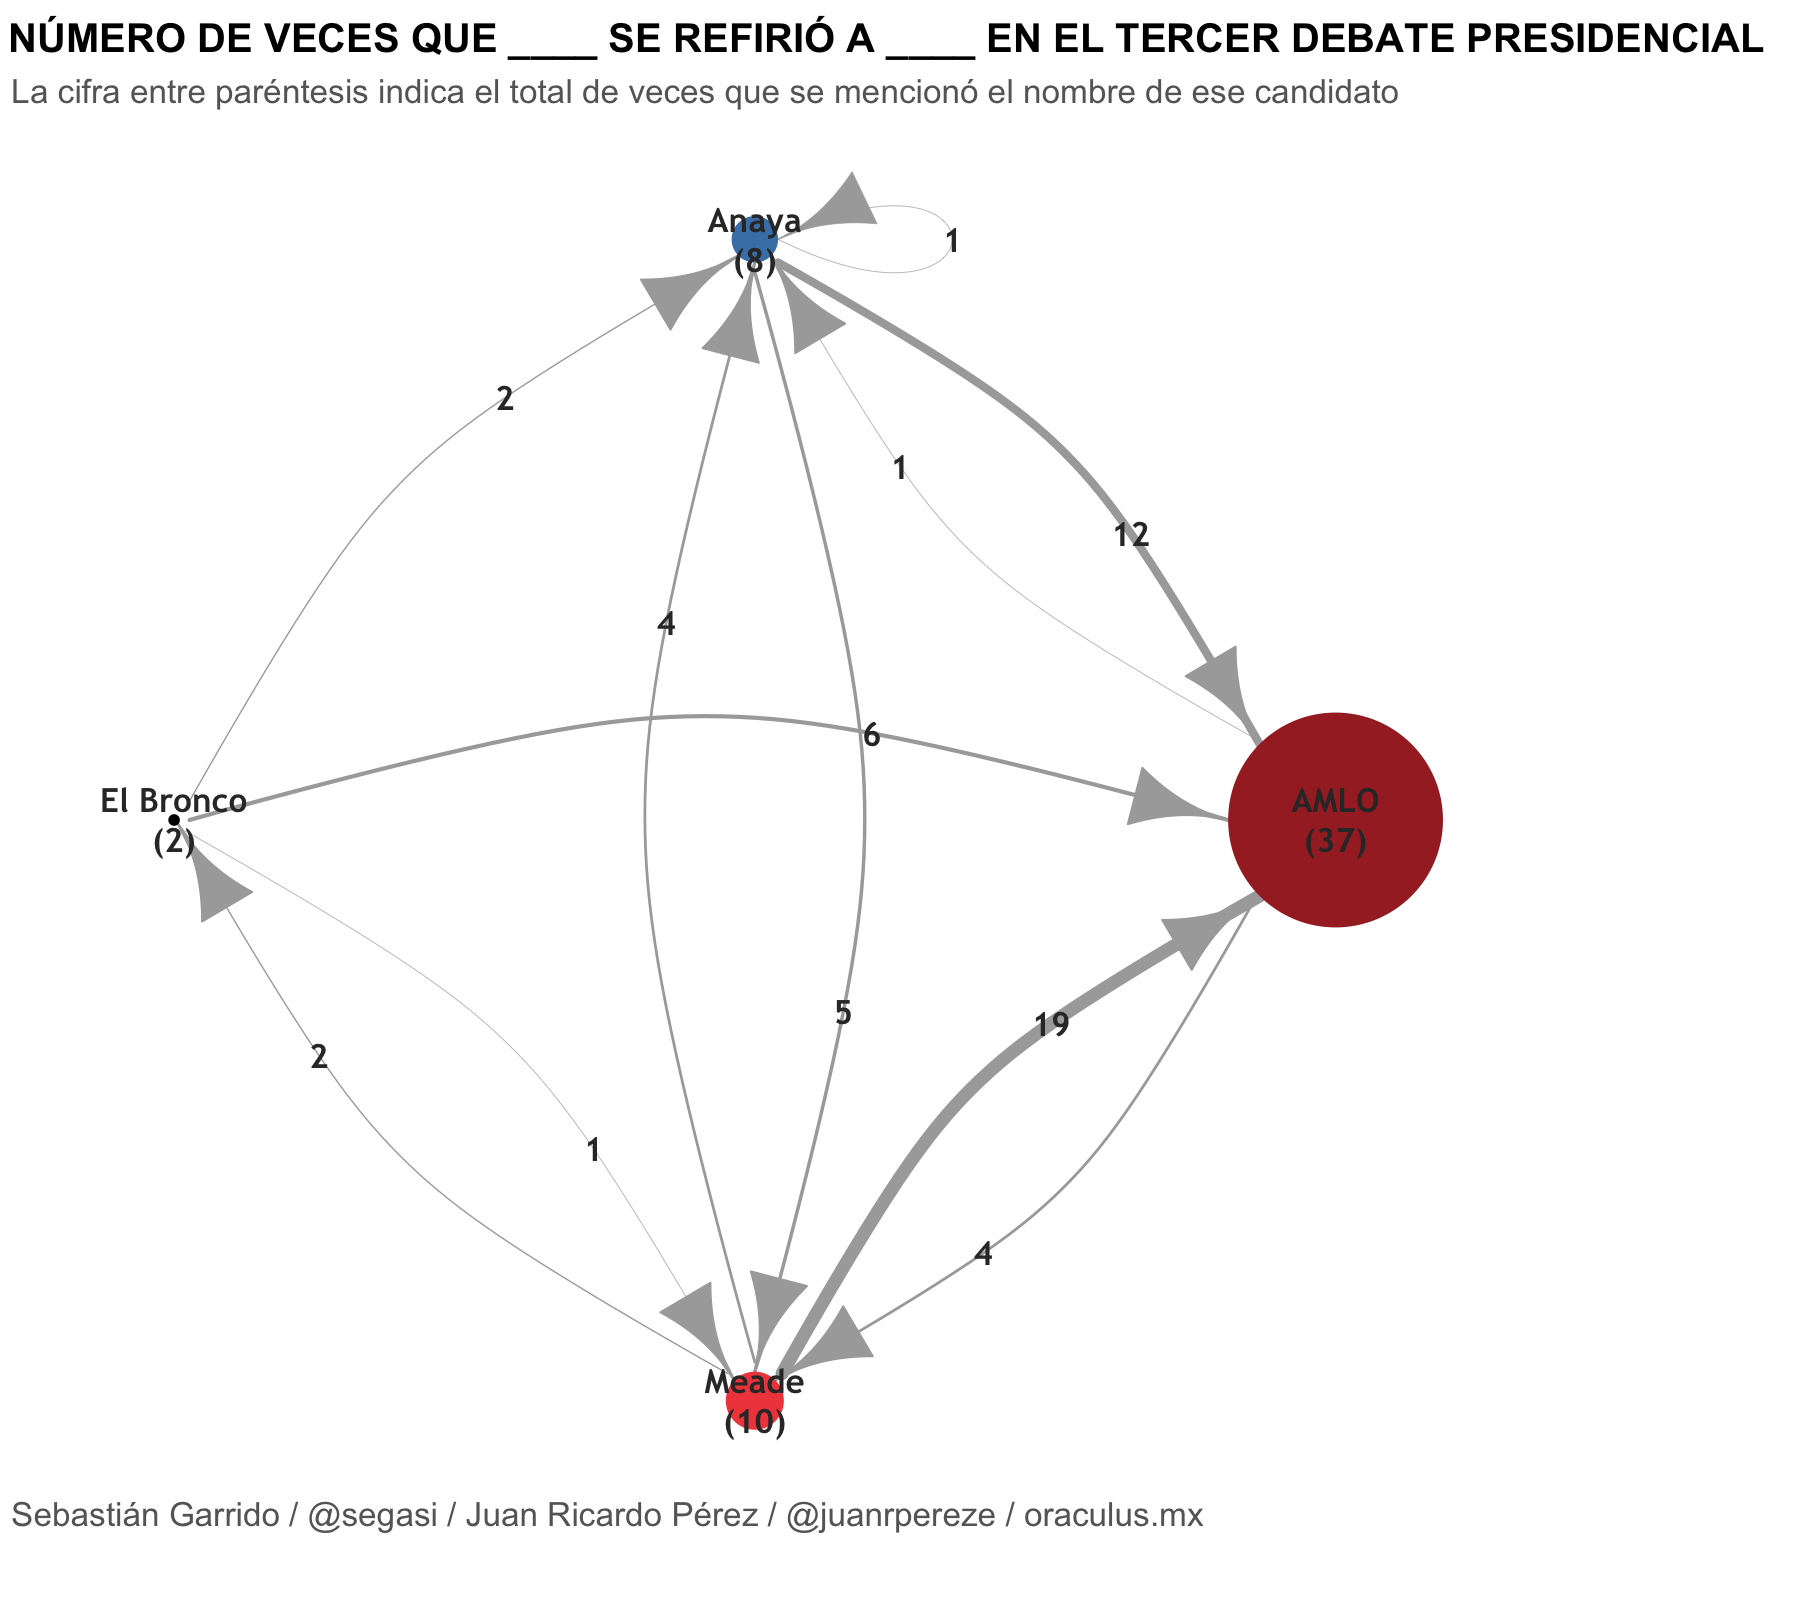 NÚMERO DE VECES QUE ____ SE REFIRIÓ A ____ EN EL TERCER DEBATE PRESIDENCIAL
La cifra entre paréntesis indica el total de veces que se mencionó el nombre de ese candidato
Anaya
(8)
1
2
1
12
4
6
El Bronco
(2)
AMLO
(37)
5
19
2
1
4
Meade
(10)
Sebastián Garrido / @segasi / Juan Ricardo Pérez / @juanrpereze / oraculus.mx